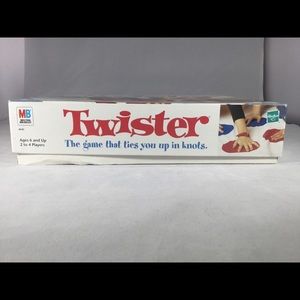 MB
Twister
The game that ties you up in knots.
Ages 6 and Up
2 to 4 Players